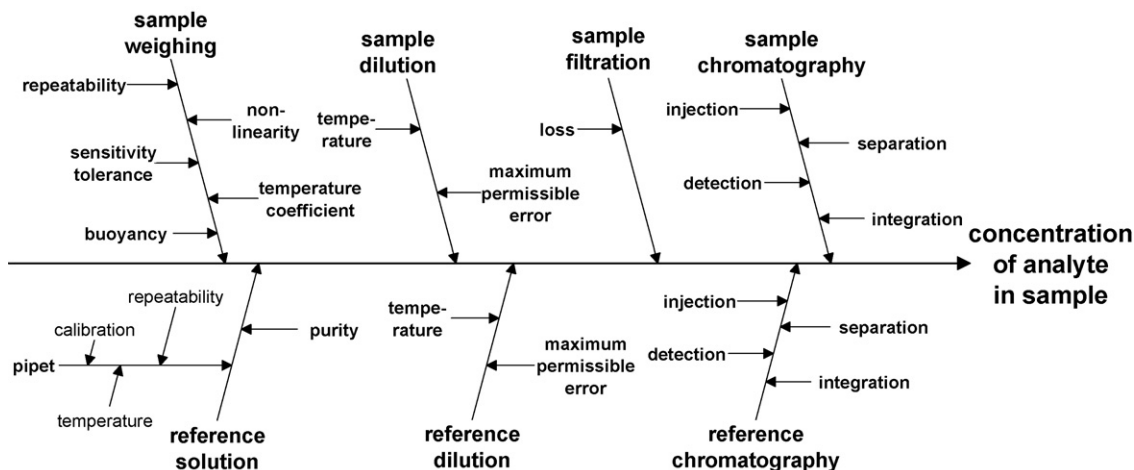 sample
weighing
repeatability
non-
linearity
sensitivity
tolerance
temperature
coefficient
buoyancy
sample
dilution
tempe-
rature
maximum
permissible
error
sample
filtration
loss
sample
chromatography
injection
separation
detection
integration
concentration
of analyte
in sample
repeatability
calibration
pipet
temperature
purity
reference
solution
tempe-
rature
maximum
permissible
error
reference
dilution
injection
separation
detection
integration
reference
chromatography